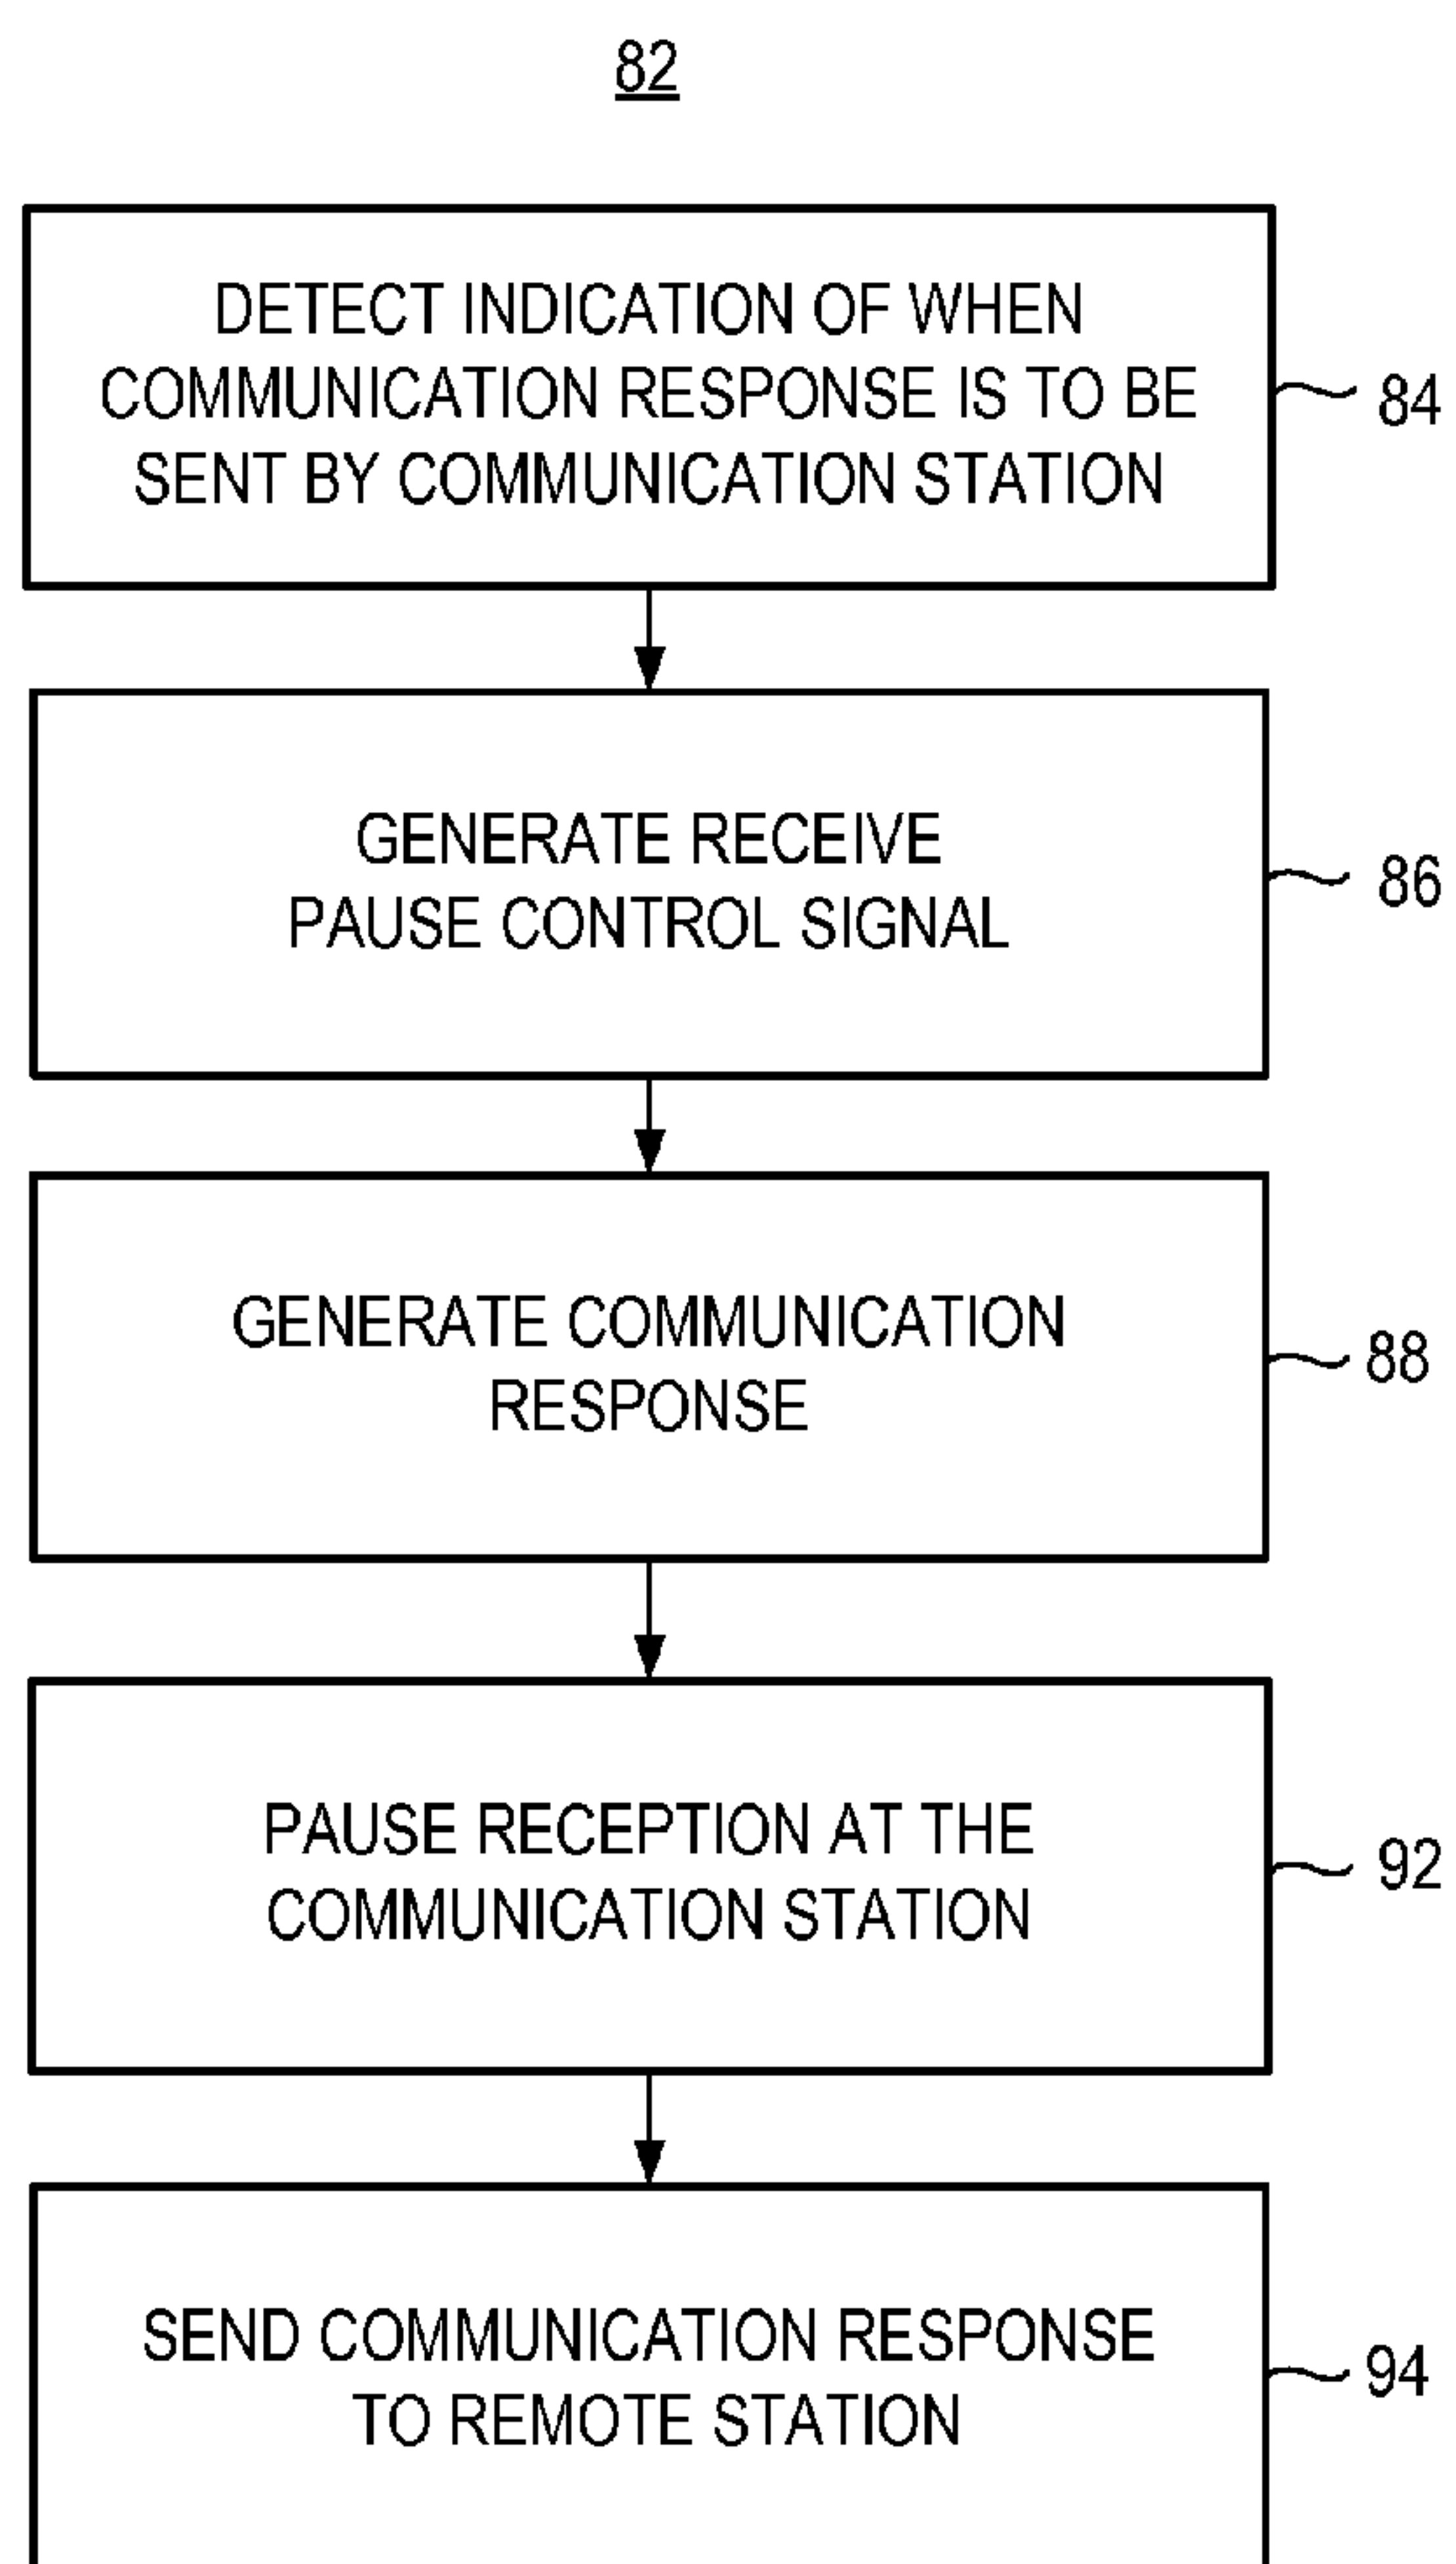 82
DETECT INDICATION OF WHEN
COMMUNICATION RESPONSE IS TO BE
SENT BY COMMUNICATION STATION
84
GENERATE RECEIVE
PAUSE CONTROL SIGNAL
86
GENERATE COMMUNICATION
RESPONSE
88
PAUSE RECEPTION AT THE
COMMUNICATION STATION
92
SEND COMMUNICATION RESPONSE
TO REMOTE STATION
94